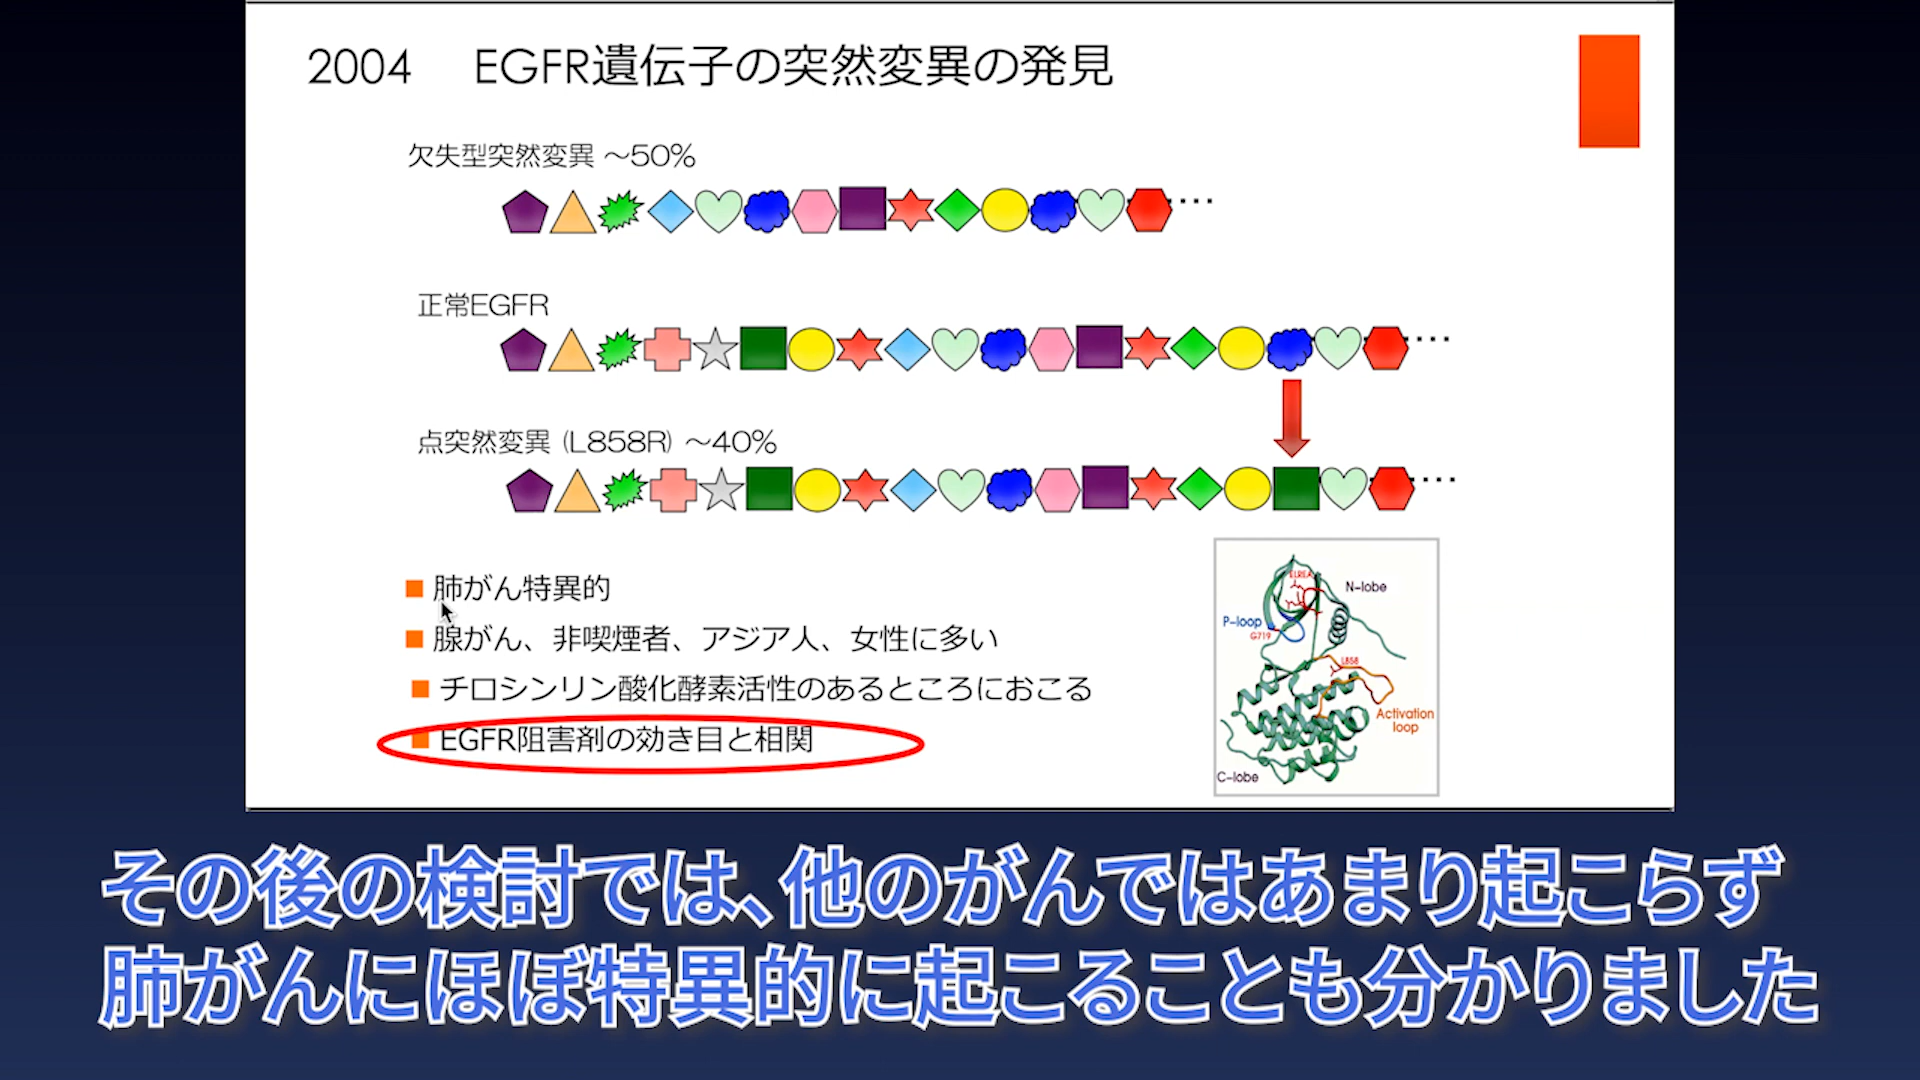 2004 EGFR遺伝子の突然変異の発見
欠失型突然変異 ～50%
正常EGFR
点突然変異 (L858R) ～40%
肺がん特異的
腺がん、非喫煙者、アジア人、女性に多い
チロシンリン酸化酵素活性のあるところにおこる
EGFR阻害剤の効き目と相関
ELREA
N-lobe
P-loop
G719
L858
Activation
loop
C-lobe
その後の検討では、他のがんではあまり起こらず
肺がんにほぼ特異的に起こることも分かりました